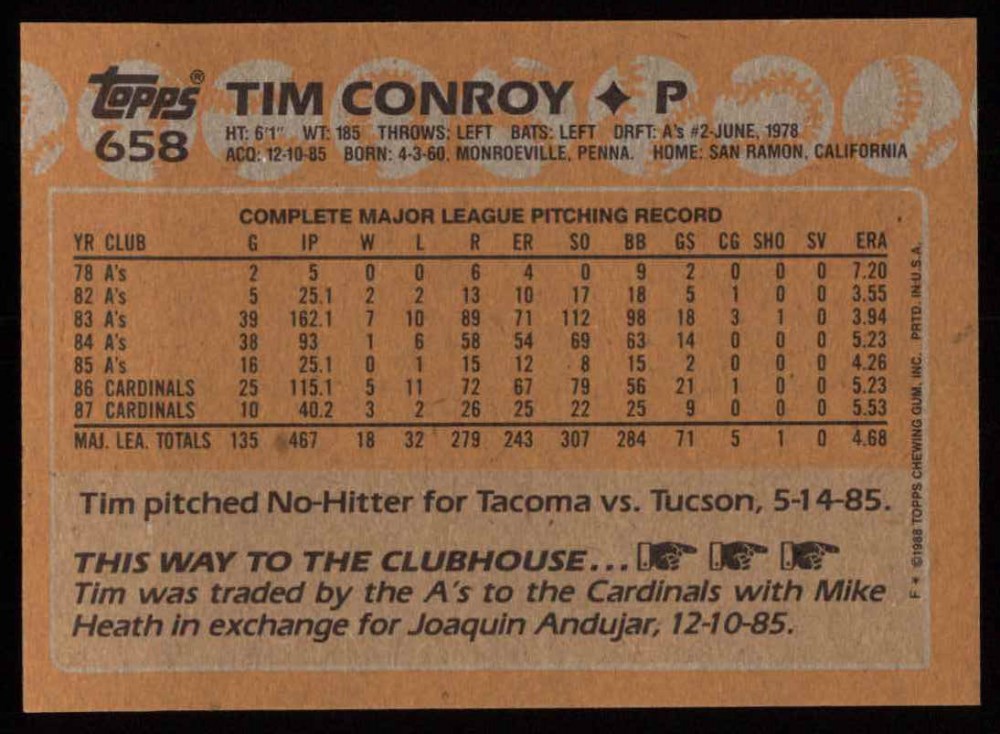 Topps® TIM CONROY ✦ P
658 HT: 6'1" WT: 185 THROWS: LEFT BATS: LEFT DRFT: A's #2-JUNE, 1978
ACQ: 12-10-85 BORN: 4-3-60, MONROEVILLE, PENNA. HOME: SAN RAMON, CALIFORNIA
COMPLETE MAJOR LEAGUE PITCHING RECORD
YR CLUB G IP W L R ER SO BB GS CG SHO SV ERA
78 A's 2 5 0 0 6 4 0 9 2 0 0 0 7.20
82 A's 5 25.1 2 2 13 10 17 18 5 1 0 0 3.55
83 A's 39 162.1 7 10 89 71 112 98 18 3 1 0 3.94
84 A's 38 93 1 6 58 54 69 63 14 0 0 0 5.23
85 A's 16 25.1 0 1 15 12 8 15 2 0 0 0 4.26
86 CARDINALS 25 115.1 5 11 72 67 79 56 21 1 0 0 5.23
87 CARDINALS 10 40.2 3 2 26 25 22 25 9 0 0 0 5.53
MAJ. LEA. TOTALS 135 467 18 32 279 243 307 284 71 5 1 0 4.68
Tim pitched No-Hitter for Tacoma vs. Tucson, 5-14-85.
THIS WAY TO THE CLUBHOUSE...
Tim was traded by the A's to the Cardinals with Mike
Heath in exchange for Joaquin Andujar, 12-10-85.
F* ©1988 TOPPS CHEWING GUM, INC. PRTD. IN U.S.A.